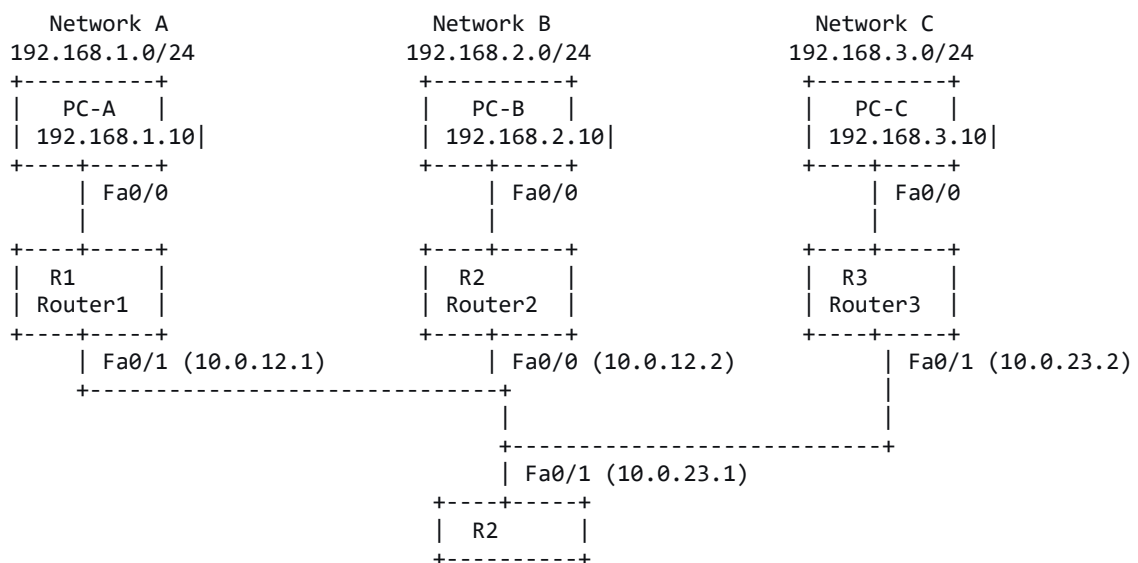 Network A Network B Network C
192.168.1.0/24 192.168.2.0/24 192.168.3.0/24
PC-A PC-B PC-C
192.168.1.10 192.168.2.10 192.168.3.10
Fa0/0 Fa0/0 Fa0/0
R1 R2 R3
Router1 Router2 Router3
Fa0/1 (10.0.12.1) Fa0/0 (10.0.12.2) Fa0/1 (10.0.23.2)
Fa0/1 (10.0.23.1)
R2